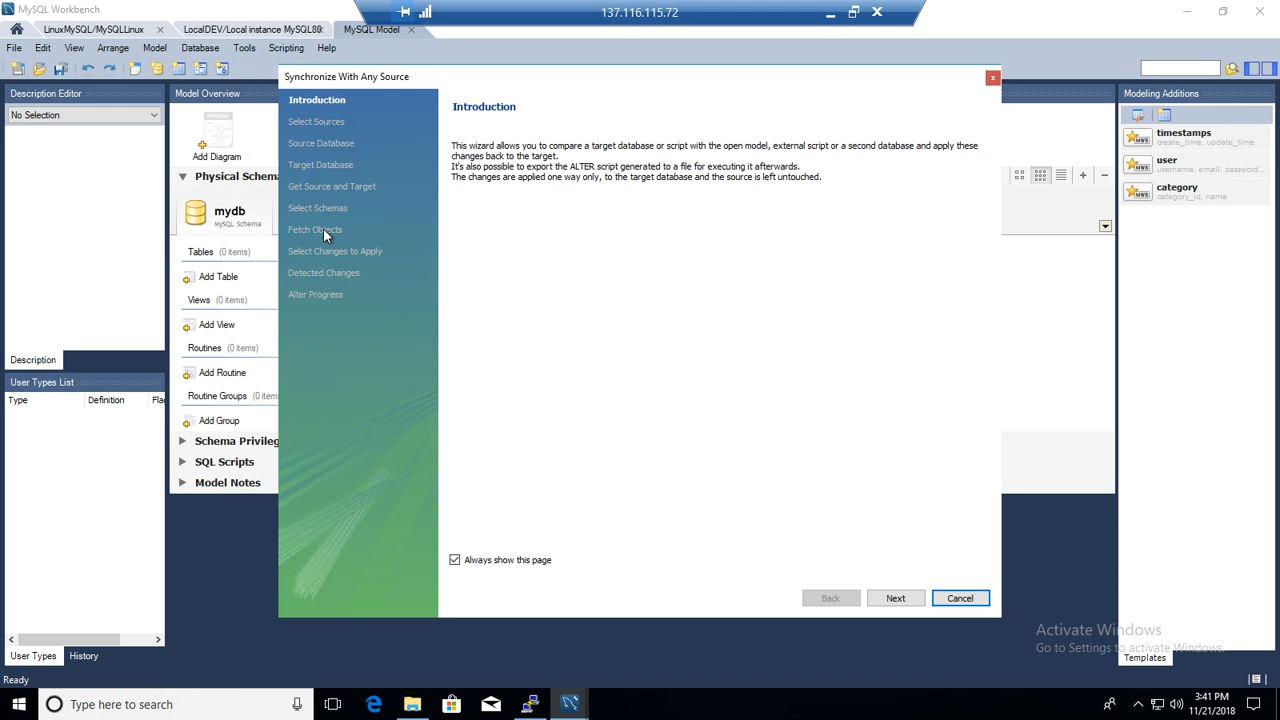 MySQL Workbench
137.116.115.72
LinuxMySQL/MySQLLinux
LocalDEV/Local instance MySQL80
MySQL Model
File Edit View Arrange Model Database Tools Scripting Help
Description Editor
No Selection
Description
User Types List
Type Definition
User Types History
Model Overview
Add Diagram
Physical Schema
mydb
MySQL Schema
Tables (0 items)
Add Table
Views (0 items)
Add View
Routines (0 items)
Add Routine
Routine Groups (0 item
Add Group
Schema Privileg
SQL Scripts
Model Notes
Synchronize With Any Source
Introduction
Select Sources
Source Database
Target Database
Get Source and Target
Select Schemas
Fetch Objects
Select Changes to Apply
Detected Changes
Alter Progress
Introduction
This wizard allows you to compare a target database or script with the open model, external script or a second database and apply these
changes back to the target.
It's also possible to export the ALTER script generated to a file for executing it afterwards.
The changes are applied one way only, to the target database and the source is left untouched.
Always show this page
Back Next Cancel
Modeling Additions
timestamps
create_time, update_time
user
username, email, password...
category
category_id, name
Activate Windows
Go to Settings to activate Windows.
Templates
Ready
Type here to search
3:41 PM
11/21/2018